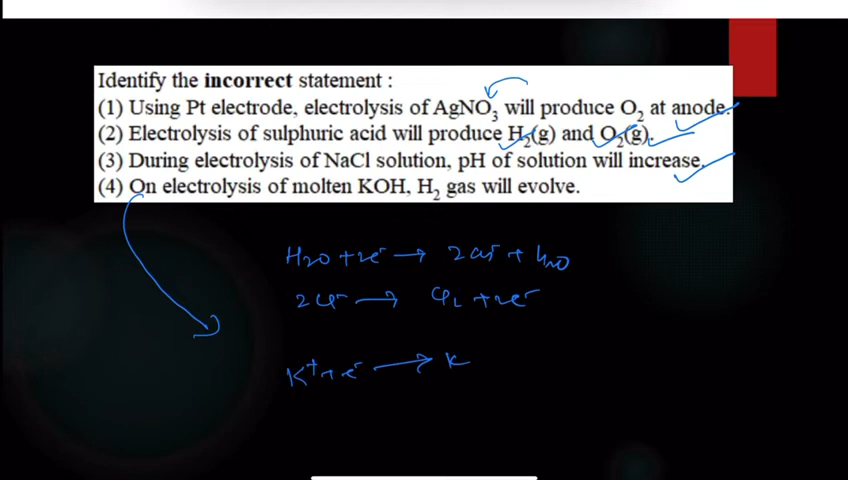 Identify the incorrect statement :
(1) Using Pt electrode, electrolysis of AgNO₃ will produce O₂ at anode.
(2) Electrolysis of sulphuric acid will produce H₂(g) and O₂(g).
(3) During electrolysis of NaCl solution, pH of solution will increase.
(4) On electrolysis of molten KOH, H₂ gas will evolve.
H₂O + 2e⁻ → 2 +
2Cl⁻ → Cl₂ + 2e⁻
K⁺ + e⁻ → K